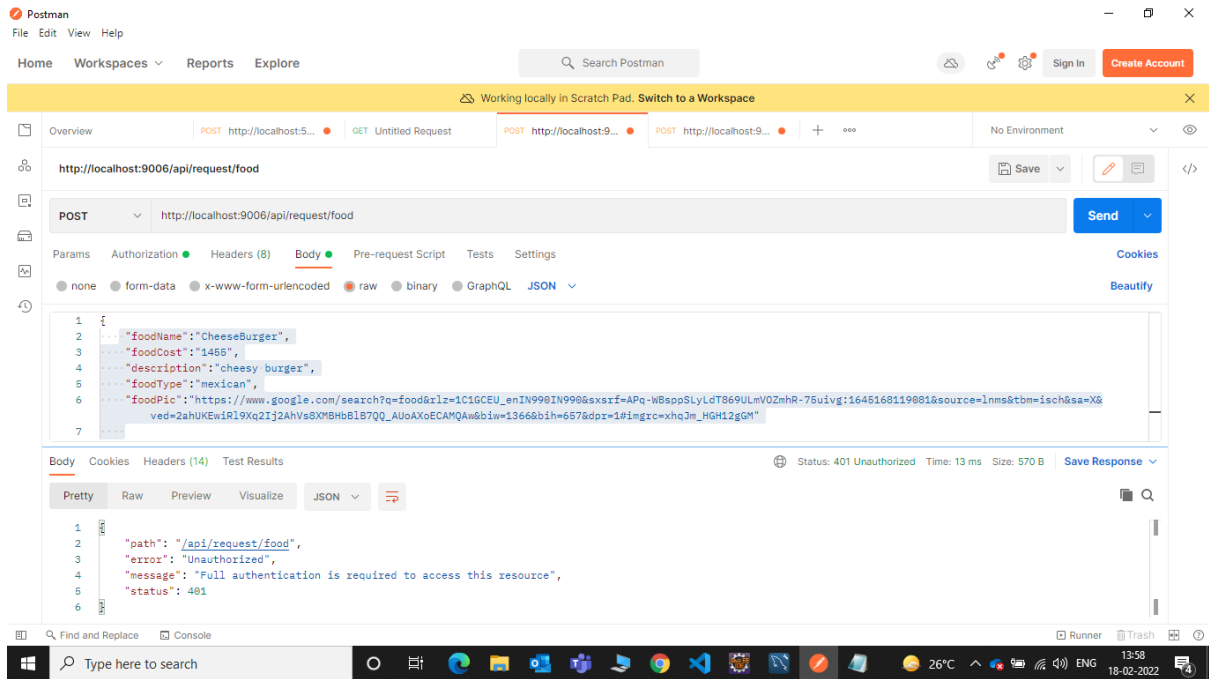 Postman
File Edit View Help
Home Workspaces Reports Explore Search Postman Sign In Create Account
Working locally in Scratch Pad. Switch to a Workspace
Overview POST http://localhost:5... GET Untitled Request POST http://localhost:9... POST http://localhost:9... No Environment
http://localhost:9006/api/request/food Save
POST http://localhost:9006/api/request/food Send
Params Authorization Headers (8) Body Pre-request Script Tests Settings Cookies
none form-data x-www-form-urlencoded raw binary GraphQL JSON Beautify
1 {
2 "foodName":"CheeseBurger",
3 "foodCost":"1455",
4 "description":"cheesy burger",
5 "foodType":"mexican",
6 "foodPic":"https://www.google.com/search?q=food&rlz=1C1GCEU_enIN990IN990&sxsrf=APq-WBsppSLyLdT869ULmVOZmhR-75uivg:1645168119081&source=lnms&tbm=isch&sa=X&
ved=2ahUKEwiRl9Xq2Ij2AhVs8XMBHbBlB7QQ_AUoAXoECAMQAw&biw=1366&bih=657&dpr=1#imgrc=xhqJm_HGH12gGM"
7
Body Cookies Headers (14) Test Results Status: 401 Unauthorized Time: 13 ms Size: 570 B Save Response
Pretty Raw Preview Visualize JSON
1 {
2 "path": "/api/request/food",
3 "error": "Unauthorized",
4 "message": "Full authentication is required to access this resource",
5 "status": 401
6 }
Find and Replace Console Runner Trash
Type here to search 26°C ENG 13:58
18-02-2022 4